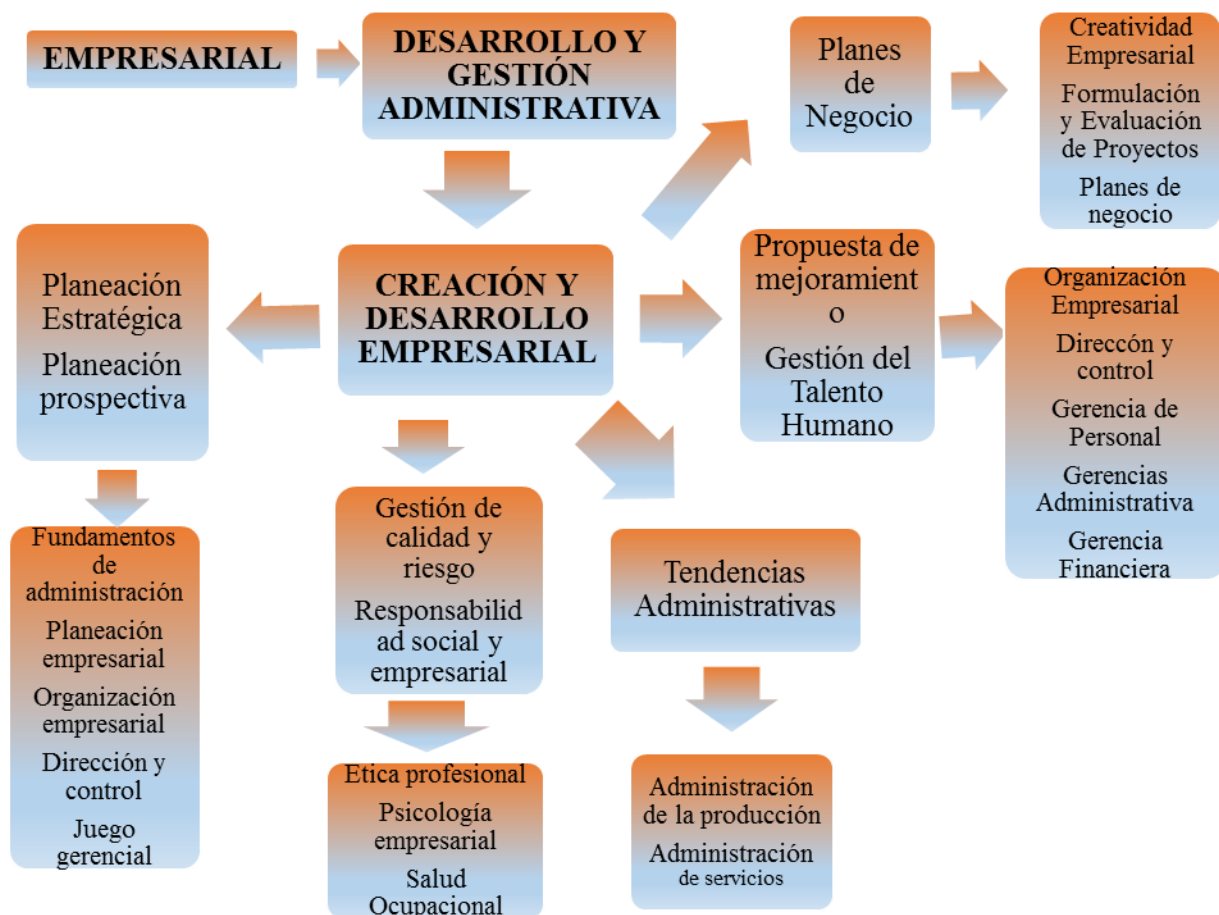 EMPRESARIAL
DESARROLLO Y
GESTIÓN
ADMINISTRATIVA
Planes
de
Negocio
Creatividad
Empresarial
Formulación
y Evaluación
de Proyectos
Planes de
negocio
Planeación
Estratégica
Planeación
prospectiva
CREACIÓN Y
DESARROLLO
EMPRESARIAL
Propuesta de
mejoramient
o
Gestión del
Talento
Humano
Organización
Empresarial
Direccón y
control
Gerencia de
Personal
Gerencias
Administrativa
Gerencia
Financiera
Fundamentos
de
administración
Planeación
empresarial
Organización
empresarial
Dirección y
control
Juego
gerencial
Gestión de
calidad y
riesgo
Responsabilid
ad social y
empresarial
Tendencias
Administrativas
Etica profesional
Psicología
empresarial
Salud
Ocupacional
Administración
de la producción
Administración
de servicios